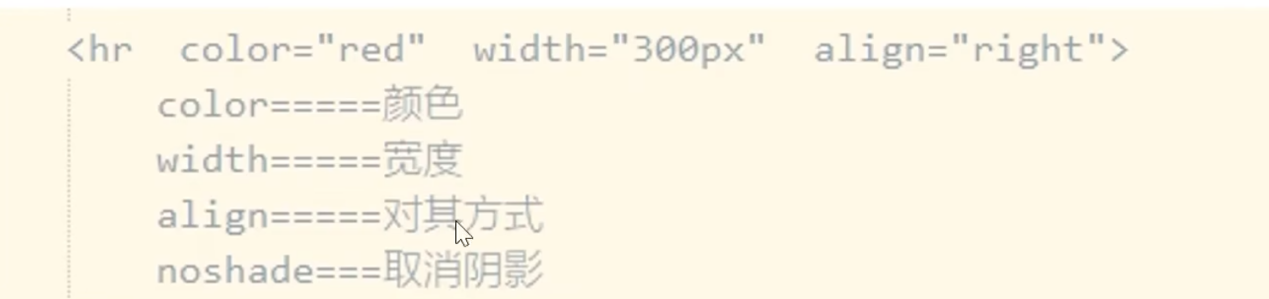 <hr  color="red"  width="300px"  align="right">
color=====颜色
width=====宽度
align=====对其方式
noshade===取消阴影